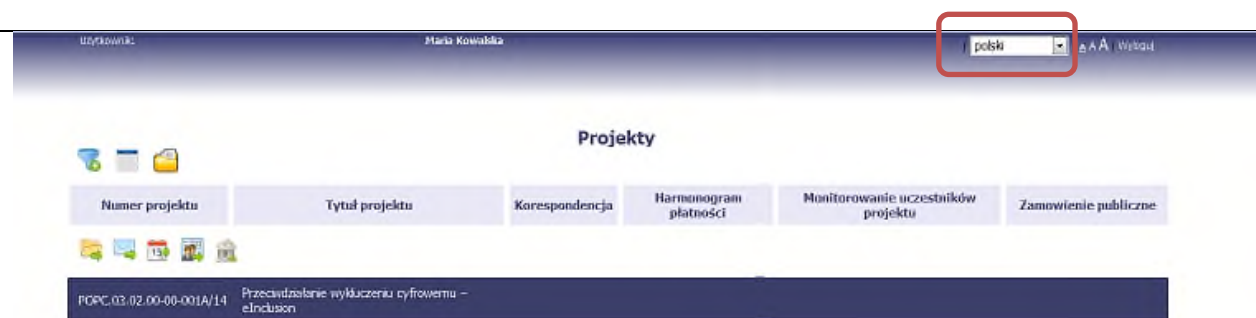 Użytkownik: Maria Kowalska | polski A A A | Wyloguj
Projekty
Numer projektu Tytuł projektu Korespondencja Harmonogram płatności Monitorowanie uczestników projektu Zamowienie publiczne
POPC.03.02.00-00-001A/14 Przeciwdziałanie wykluczeniu cyfrowemu –
eInclusion